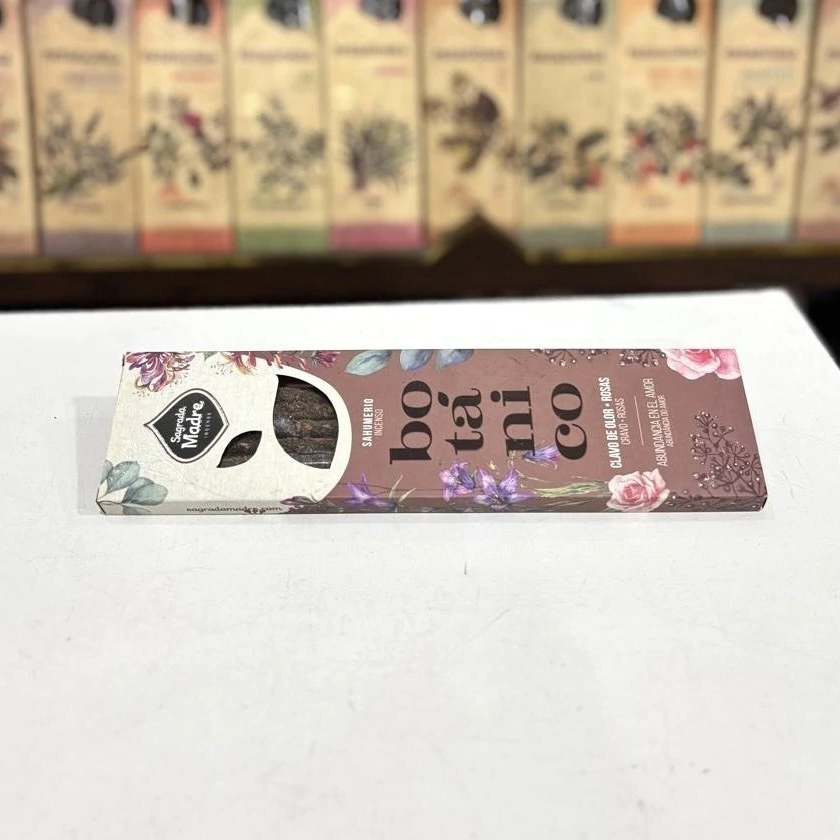 Sagrada
Madre
INCENSE
SAHUMERIO
INCENSO
bo
tá
ni
co
CLAVO DE OLOR + ROSAS
CRAVO + ROSAS
ABUNDANCIA EN EL AMOR
ABUNDÂNCIA DO AMOR
sagradamadre.com